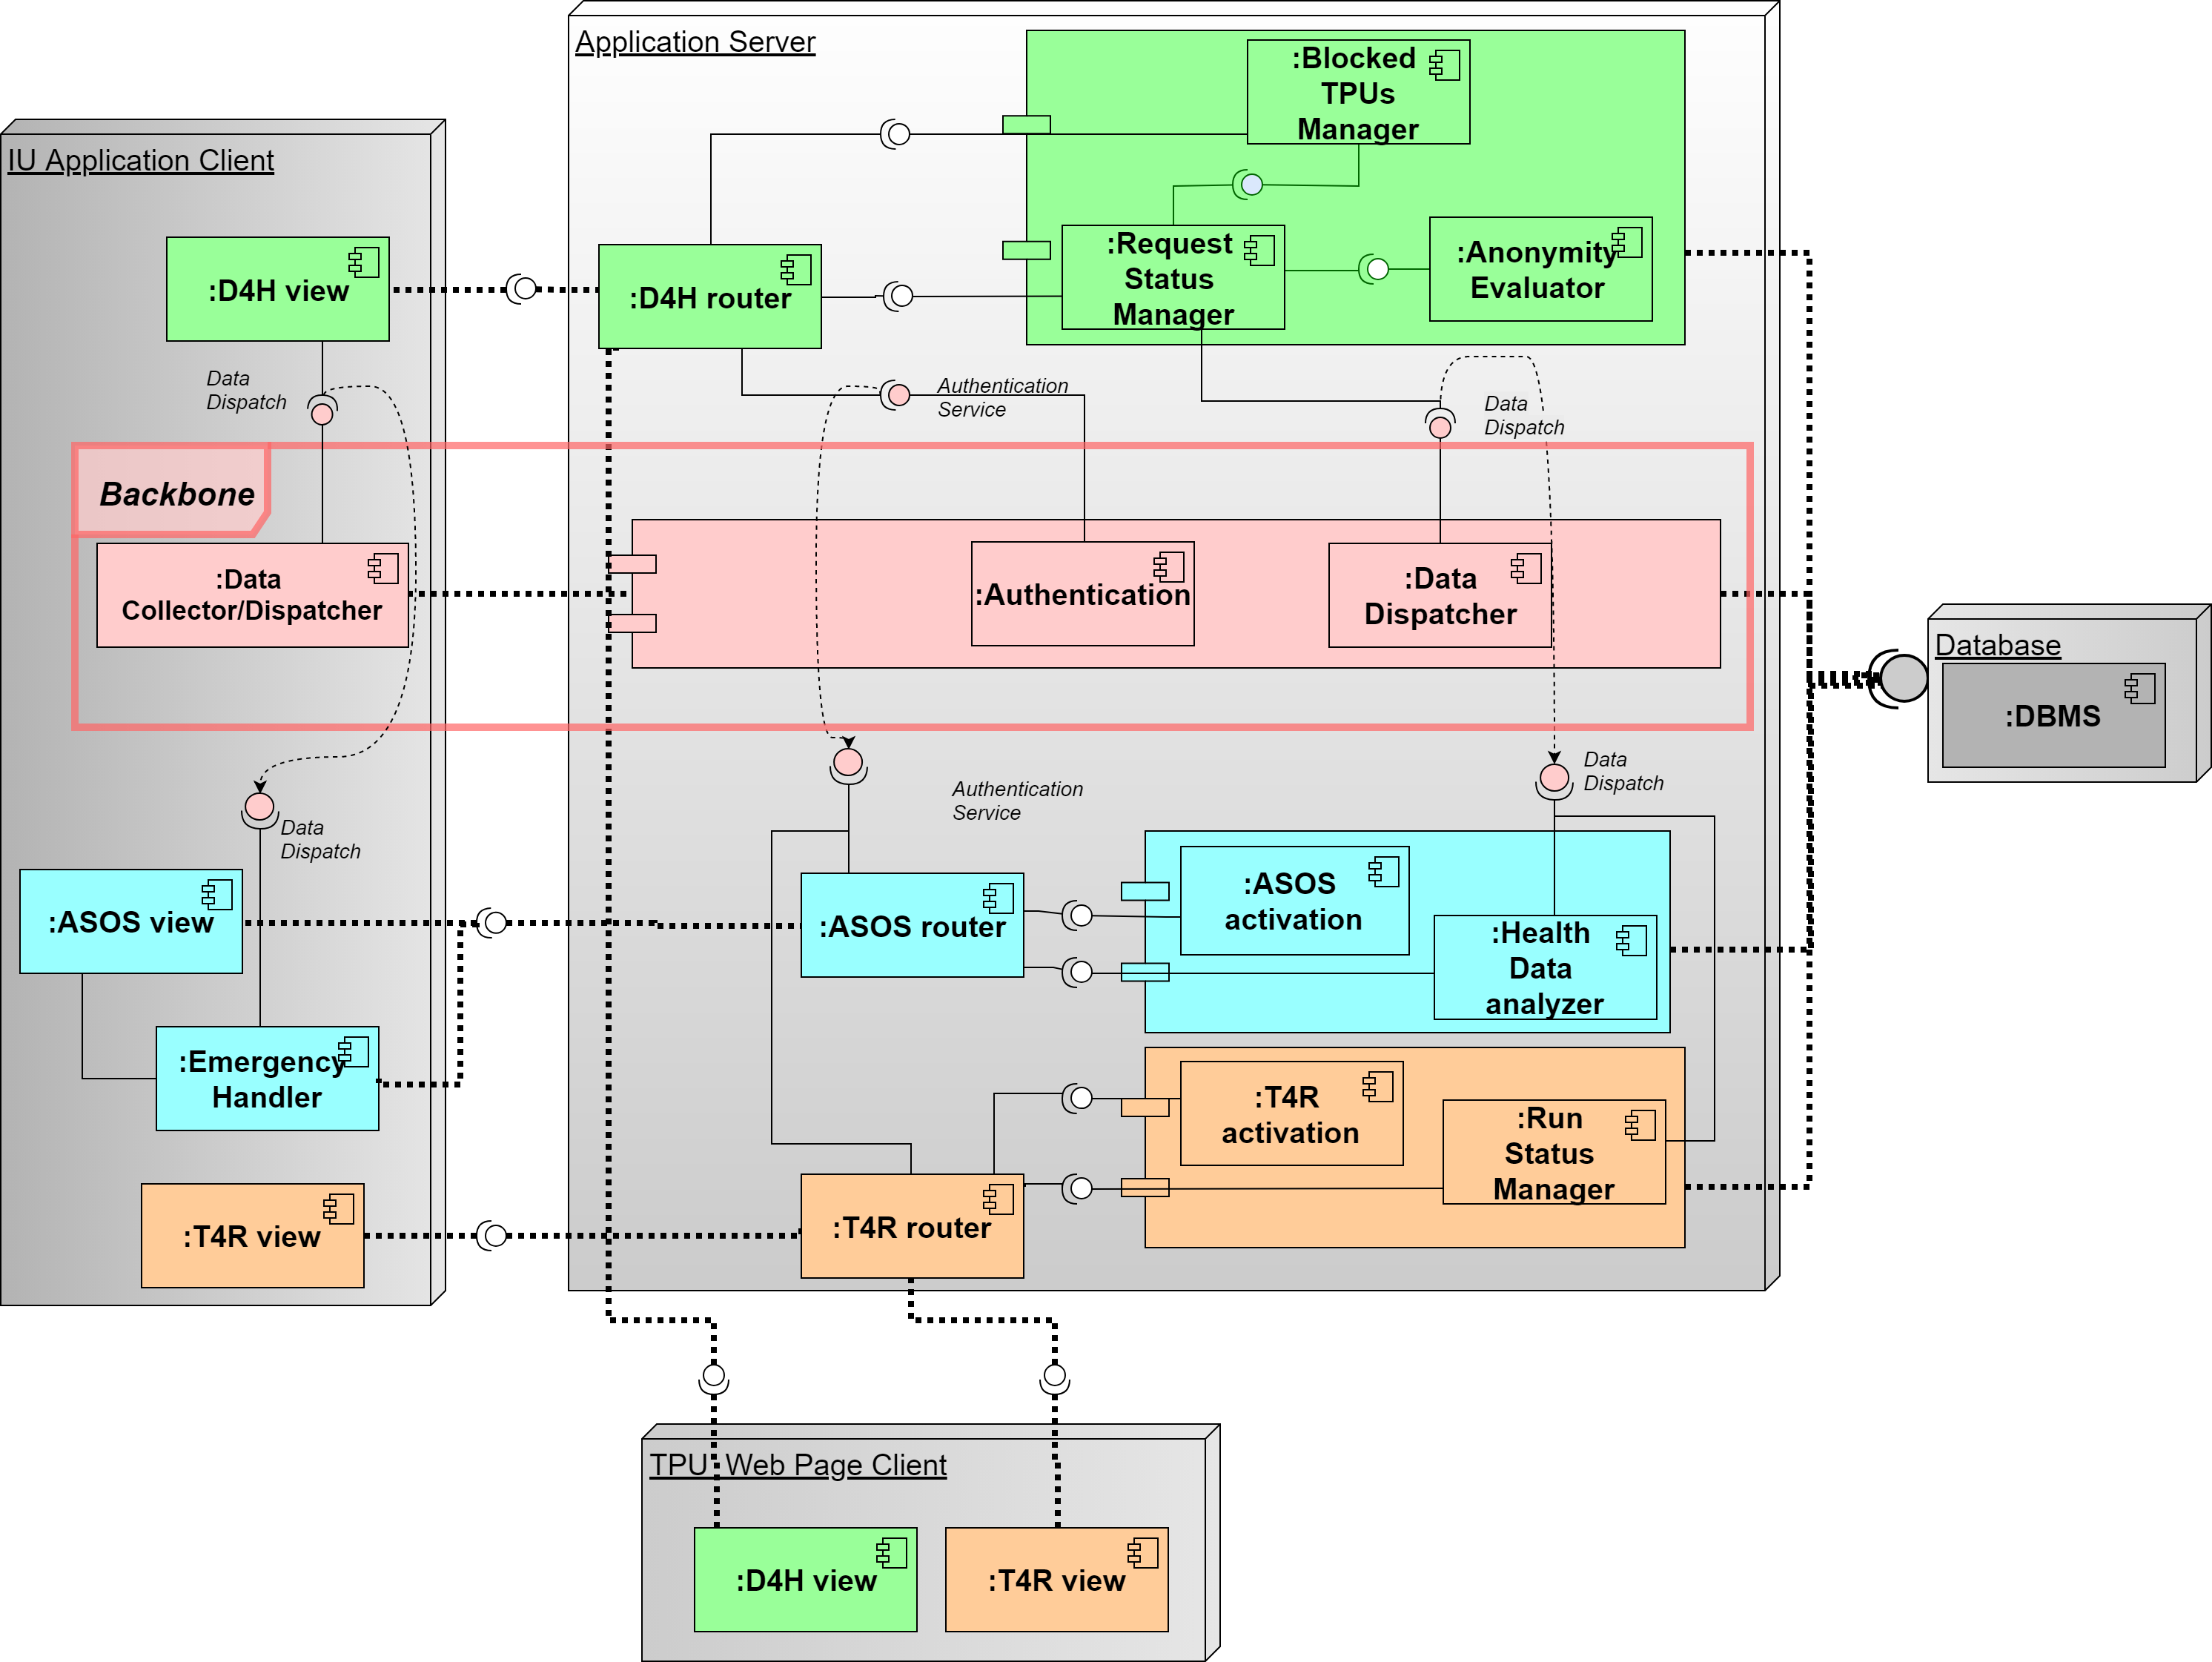 Application Server
:Blocked
TPUs
Manager
IU Application Client
:D4H view
:D4H router
:Request
Status
Manager
:Anonymity
Evaluator
Data
Dispatch
Authentication
Service
Data
Dispatch
Backbone
:Data
Collector/Dispatcher
:Authentication
:Data
Dispatcher
Database
:DBMS
Data
Dispatch
Authentication
Service
Data
Dispatch
:ASOS view
:ASOS router
:ASOS
activation
:Health
Data
analyzer
:Emergency
Handler
:T4R
activation
:Run
Status
Manager
:T4R view
:T4R router
TPU Web Page Client
:D4H view
:T4R view